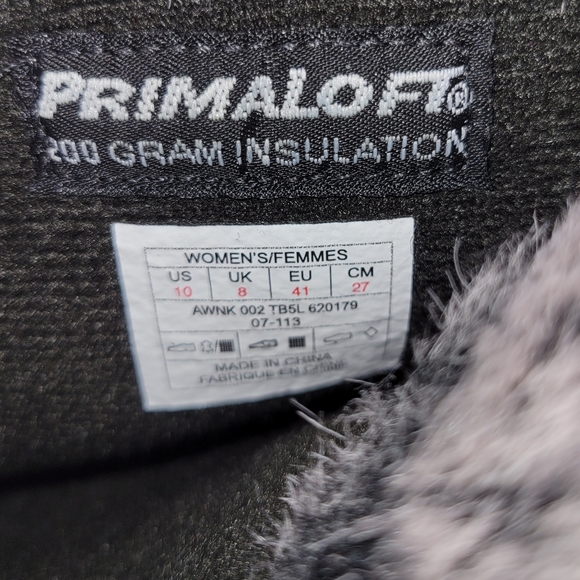 PRIMALOFT®
200 GRAM INSULATION
WOMEN'S/FEMMES
US UK EU CM
10 8 41 27
AWNK 002 TB5L 620179
07-113
MADE IN CHINA
FABRIQUE EN CHINE